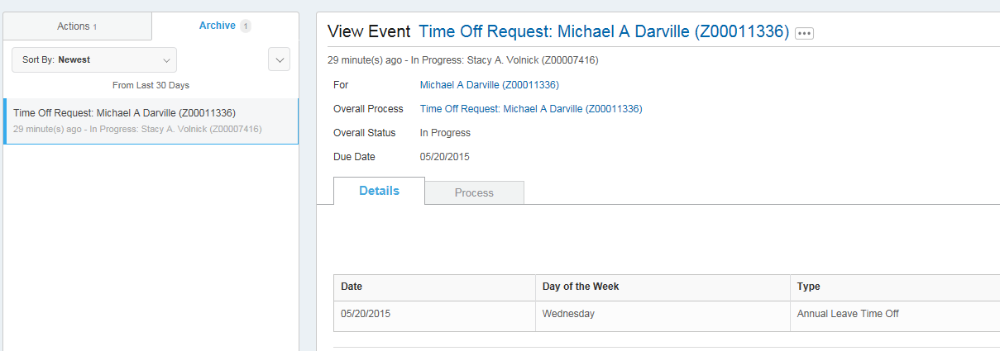 Actions 1
Archive 1
Sort By: Newest
From Last 30 Days
Time Off Request: Michael A Darville (Z00011336)
29 minute(s) ago - In Progress: Stacy A. Volnick (Z00007416)
View Event Time Off Request: Michael A Darville (Z00011336)
29 minute(s) ago - In Progress: Stacy A. Volnick (Z00007416)
For Michael A Darville (Z00011336)
Overall Process Time Off Request: Michael A Darville (Z00011336)
Overall Status In Progress
Due Date 05/20/2015
Details Process
Date Day of the Week Type
05/20/2015 Wednesday Annual Leave Time Off